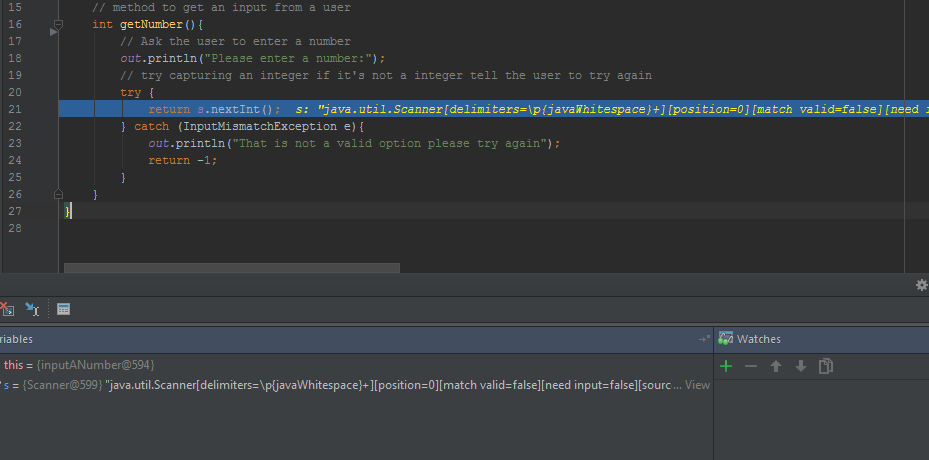 15 // method to get an input from a user
16 int getNumber(){
17 // Ask the user to enter a number
18 out.println("Please enter a number:");
19 // try capturing an integer if it's not a integer tell the user to try again
20 try {
21 return s.nextInt(); s: "java.util.Scanner[delimiters=\p{javaWhitespace}+][position=0][match valid=false][need i
22 } catch (InputMismatchException e){
23 out.println("That is not a valid option please try again");
24 return -1;
25 }
26 }
27 }
28
riables
Watches
this = {inputANumber@594}
s = {Scanner@599} "java.util.Scanner[delimiters=\p{javaWhitespace}+][position=0][match valid=false][need input=false][sourc... View